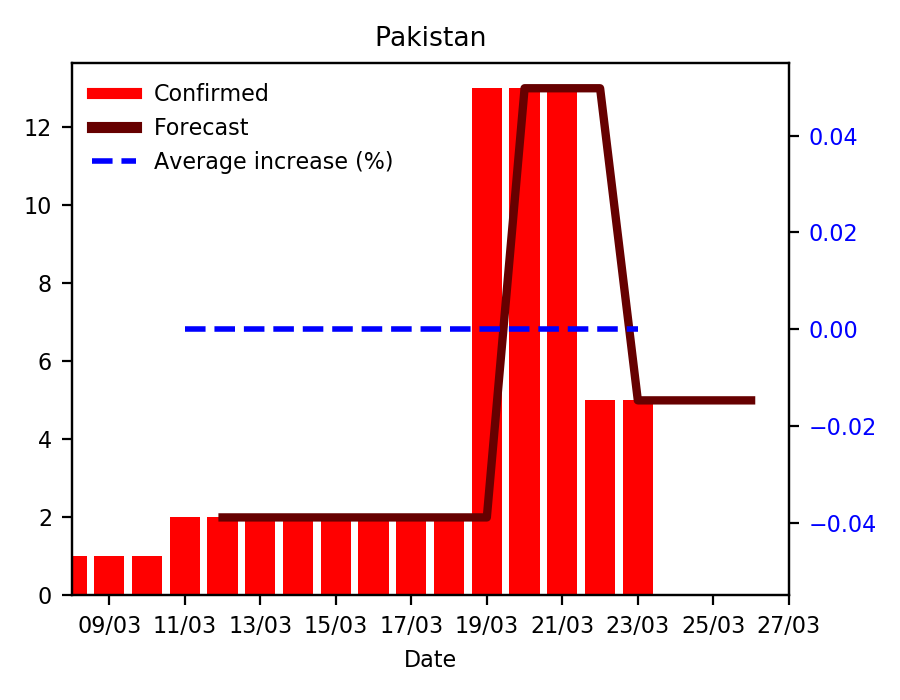 Pakistan
Confirmed
Forecast
Average increase (%)
12
10
8
6
4
2
0
0.04
0.02
0.00
−0.02
−0.04
09/03 11/03 13/03 15/03 17/03 19/03 21/03 23/03 25/03 27/03
Date